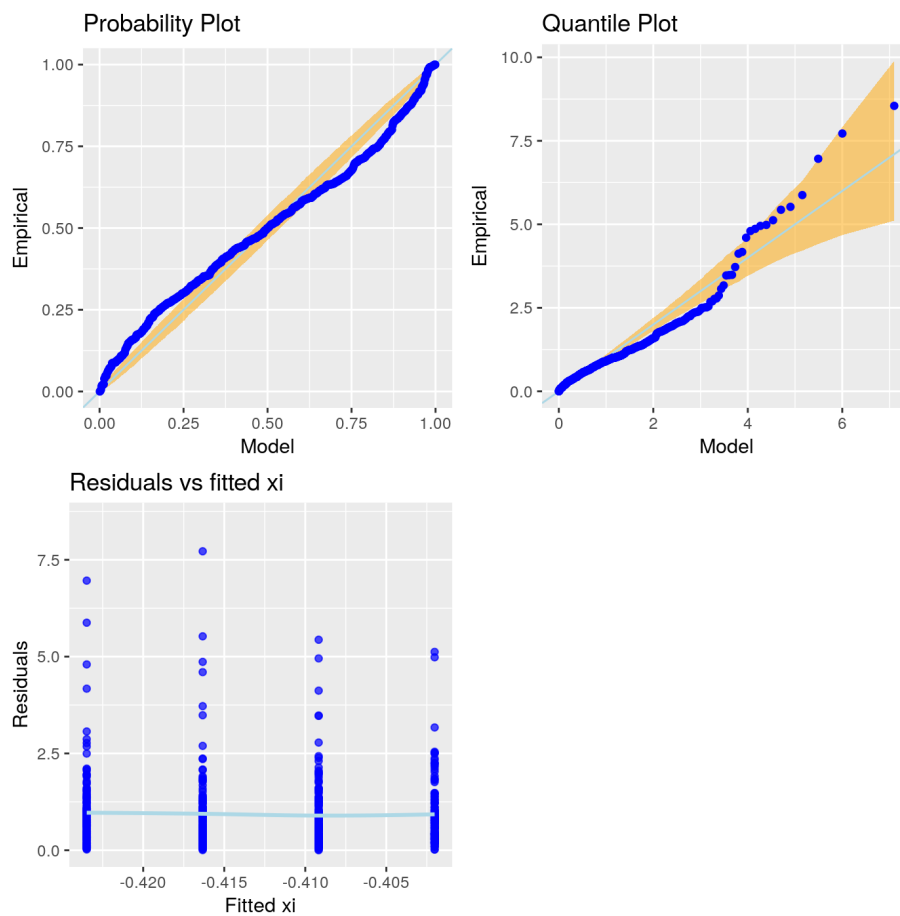 Probability Plot
1.00
0.75
0.50
0.25
0.00
Empirical
0.00 0.25 0.50 0.75 1.00
Model
Quantile Plot
10.0
7.5
5.0
2.5
0.0
Empirical
0 2 4 6
Model
Residuals vs fitted xi
7.5
5.0
2.5
0.0
Residuals
-0.420 -0.415 -0.410 -0.405
Fitted xi